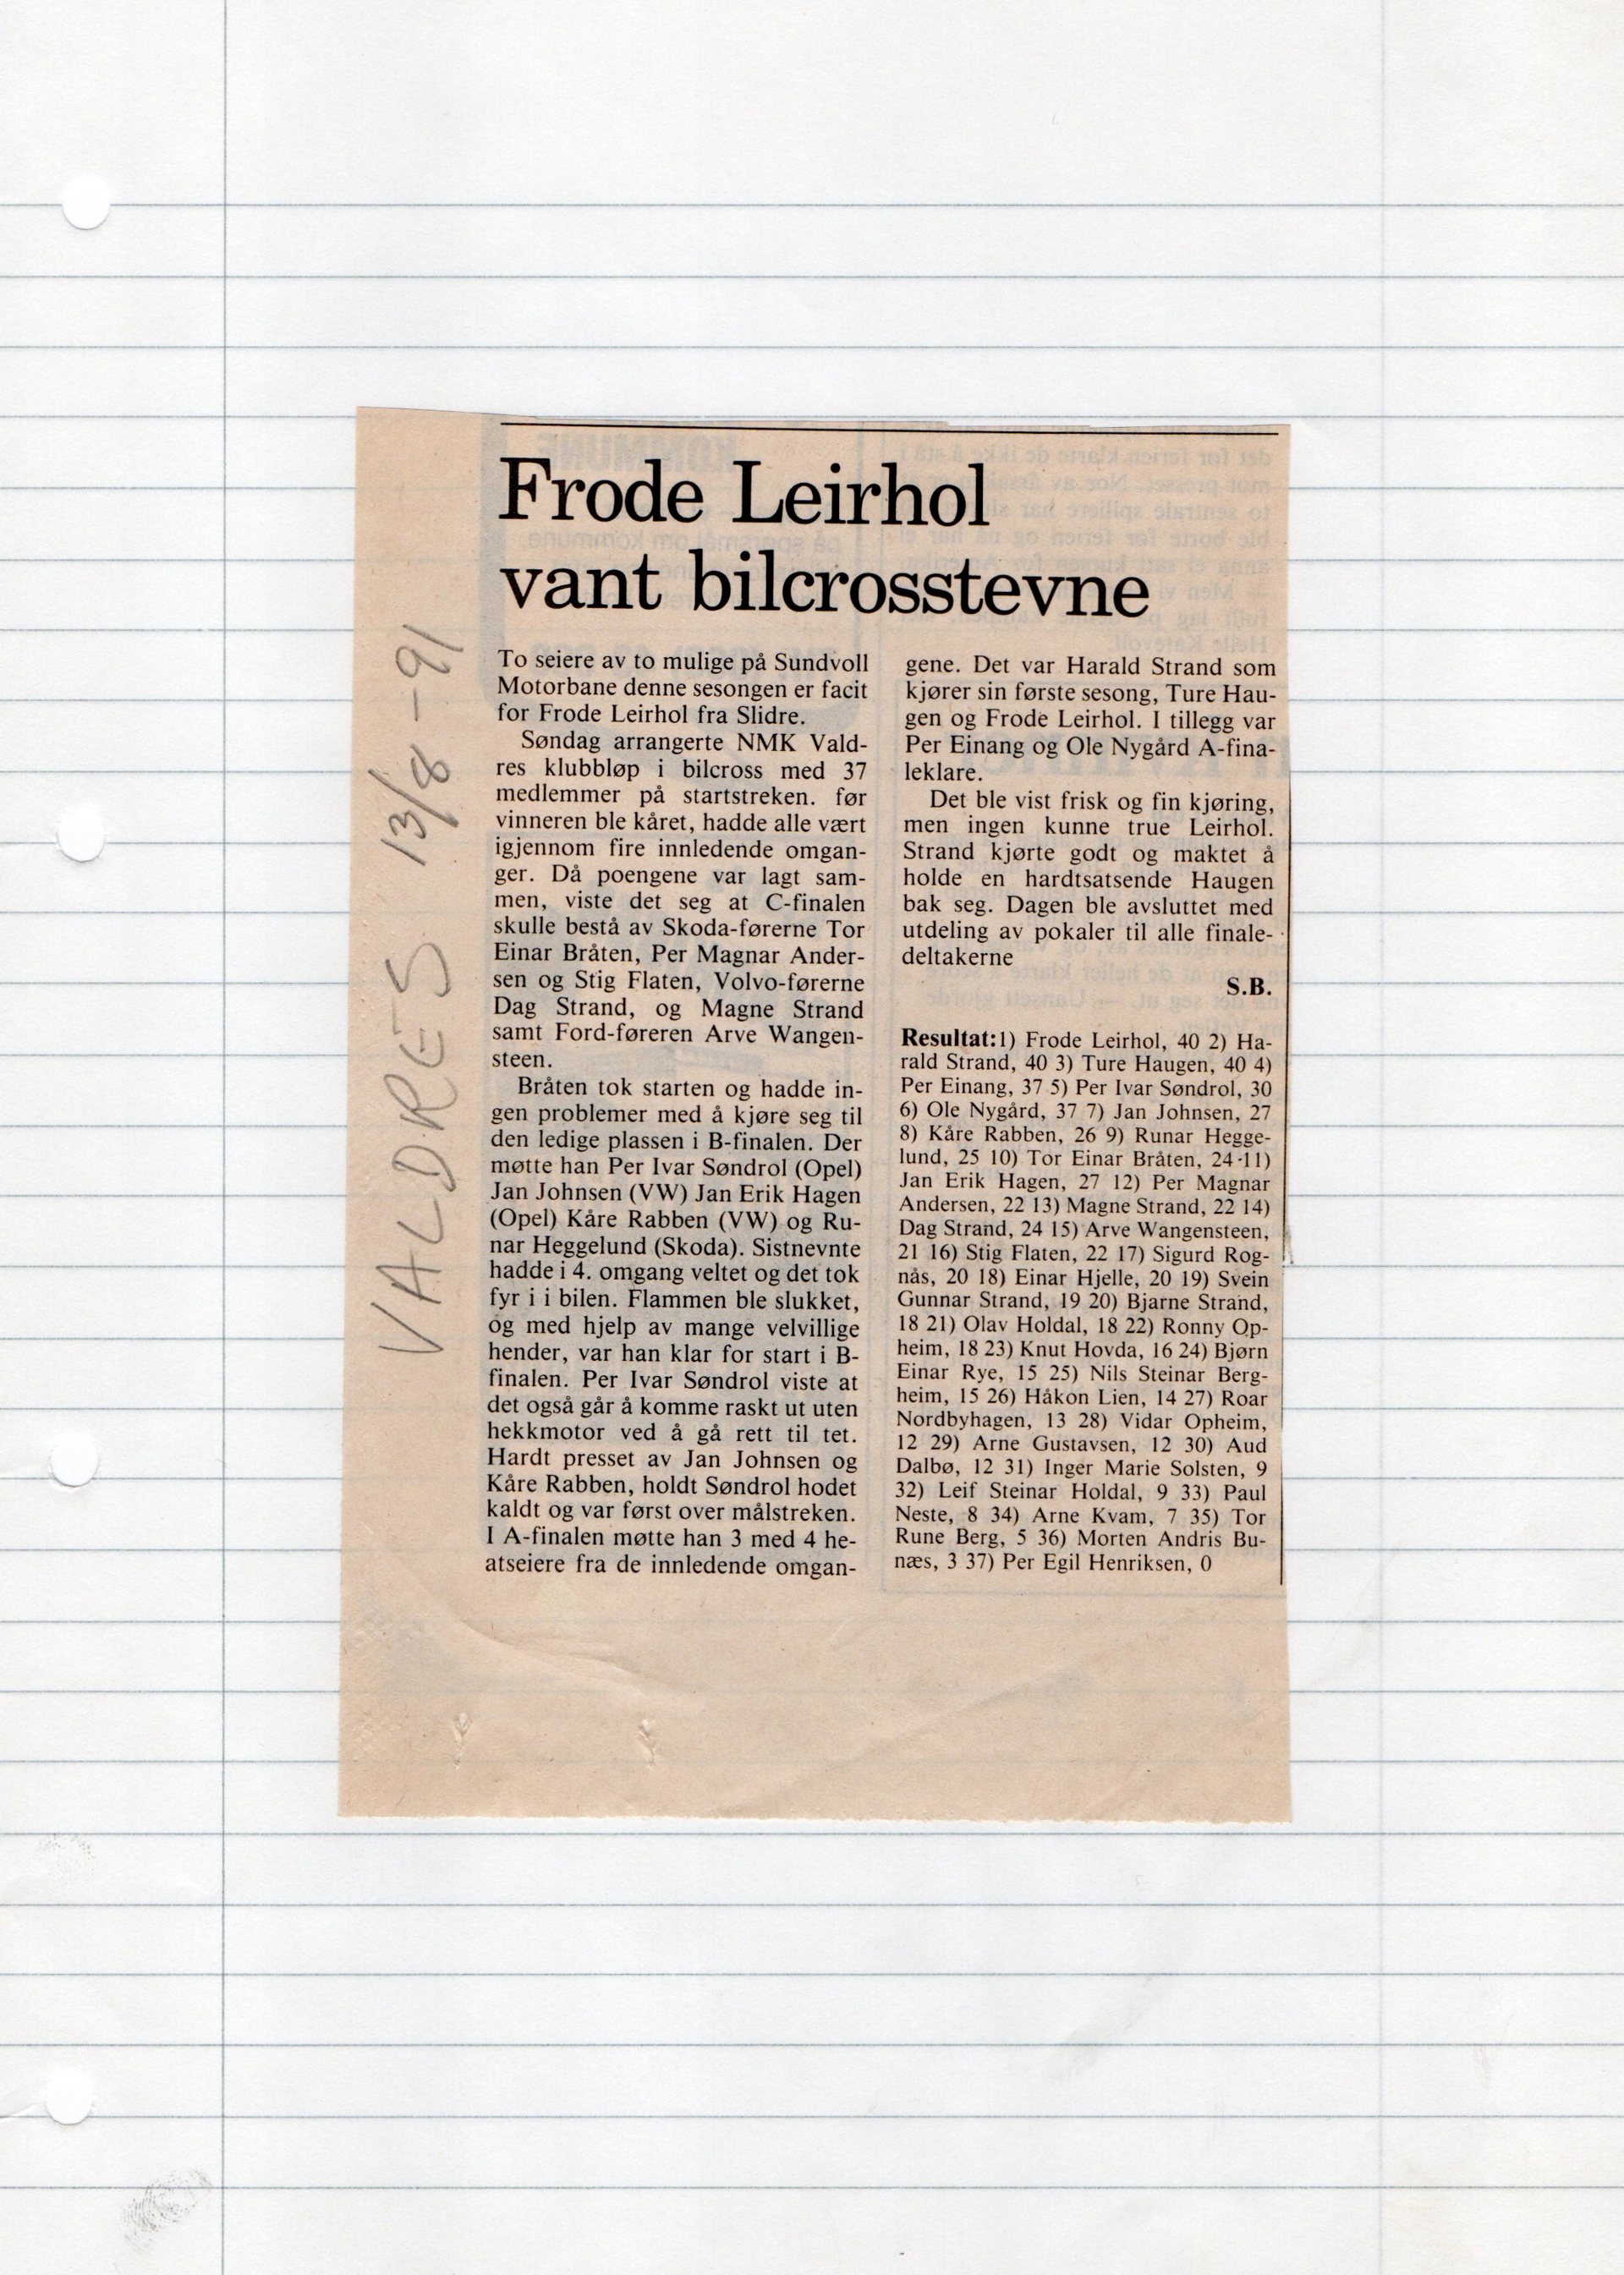 VALDRES 13/8-91
Frode Leirhol
vant bilcrosstevne
To seiere av to mulige på Sundvoll
Motorbane denne sesongen er facit
for Frode Leirhol fra Slidre.
Søndag arrangerte NMK Vald-
res klubbløp i bilcross med 37
medlemmer på startstreken. før
vinneren ble kåret, hadde alle vært
igjennom fire innledende omgan-
ger. Då poengene var lagt sam-
men, viste det seg at C-finalen
skulle bestå av Skoda-førerne Tor
Einar Bråten, Per Magnar Ander-
sen og Stig Flaten, Volvo-førerne
Dag Strand, og Magne Strand
samt Ford-føreren Arve Wangen-
steen.
Bråten tok starten og hadde in-
gen problemer med å kjøre seg til
den ledige plassen i B-finalen. Der
møtte han Per Ivar Søndrol (Opel)
Jan Johnsen (VW) Jan Erik Hagen
(Opel) Kåre Rabben (VW) og Ru-
nar Heggelund (Skoda). Sistnevnte
hadde i 4. omgang veltet og det tok
fyr i i bilen. Flammen ble slukket,
og med hjelp av mange velvillige
hender, var han klar for start i B-
finalen. Per Ivar Søndrol viste at
det også går å komme raskt ut uten
hekkmotor ved å gå rett til tet.
Hardt presset av Jan Johnsen og
Kåre Rabben, holdt Søndrol hodet
kaldt og var først over målstreken.
I A-finalen møtte han 3 med 4 he-
atseiere fra de innledende omgan-
gene. Det var Harald Strand som
kjører sin første sesong, Ture Hau-
gen og Frode Leirhol. I tillegg var
Per Einang og Ole Nygård A-fina-
leklare.
Det ble vist frisk og fin kjøring,
men ingen kunne true Leirhol.
Strand kjørte godt og maktet å
holde en hardtsatsende Haugen
bak seg. Dagen ble avsluttet med
utdeling av pokaler til alle finale-
deltakerne
S.B.
Resultat:1) Frode Leirhol, 40 2) Ha-
rald Strand, 40 3) Ture Haugen, 40 4)
Per Einang, 37 5) Per Ivar Søndrol, 30
6) Ole Nygård, 37 7) Jan Johnsen, 27
8) Kåre Rabben, 26 9) Runar Hegge-
lund, 25 10) Tor Einar Bråten, 24 11)
Jan Erik Hagen, 27 12) Per Magnar
Andersen, 22 13) Magne Strand, 22 14)
Dag Strand, 24 15) Arve Wangensteen,
21 16) Stig Flaten, 22 17) Sigurd Rog-
nås, 20 18) Einar Hjelle, 20 19) Svein
Gunnar Strand, 19 20) Bjarne Strand,
18 21) Olav Holdal, 18 22) Ronny Op-
heim, 18 23) Knut Hovda, 16 24) Bjørn
Einar Rye, 15 25) Nils Steinar Berg-
heim, 15 26) Håkon Lien, 14 27) Roar
Nordbyhagen, 13 28) Vidar Opheim,
12 29) Arne Gustavsen, 12 30) Aud
Dalbø, 12 31) Inger Marie Solsten, 9
32) Leif Steinar Holdal, 9 33) Paul
Neste, 8 34) Arne Kvam, 7 35) Tor
Rune Berg, 5 36) Morten Andris Bu-
næs, 3 37) Per Egil Henriksen, 0